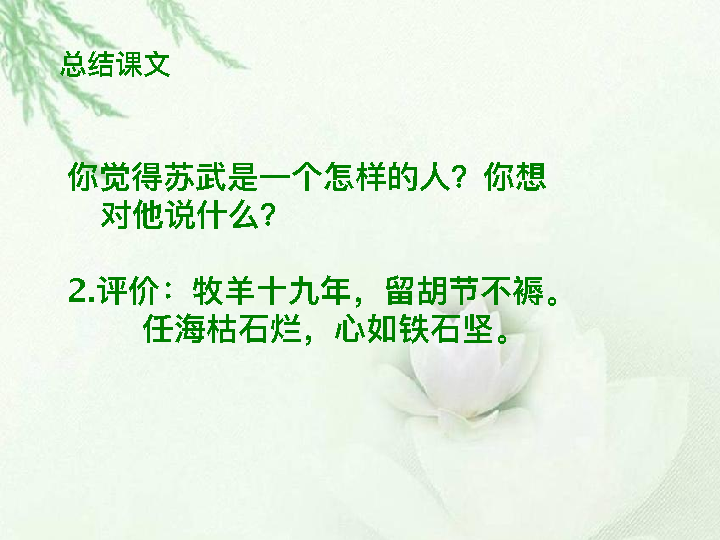 总结课文
你觉得苏武是一个怎样的人？你想
对他说什么？
2.评价：牧羊十九年，留胡节不褥。
任海枯石烂，心如铁石坚。